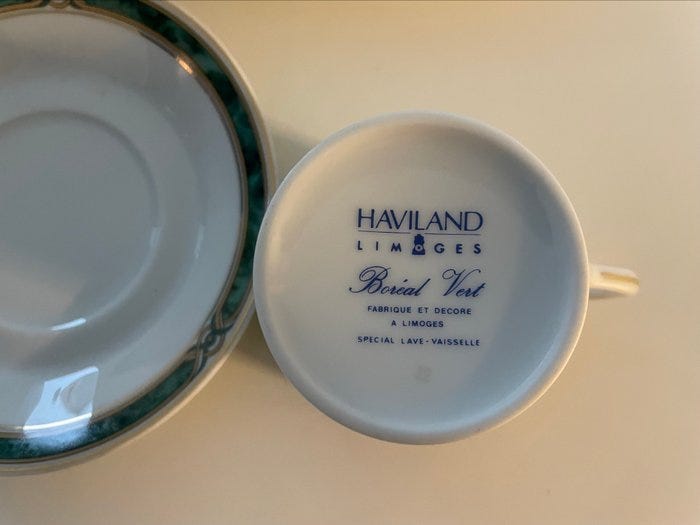 HAVILAND
LIMOGES
Boréal Vert
FABRIQUE ET DECORE
A LIMOGES
SPECIAL LAVE-VAISSELLE